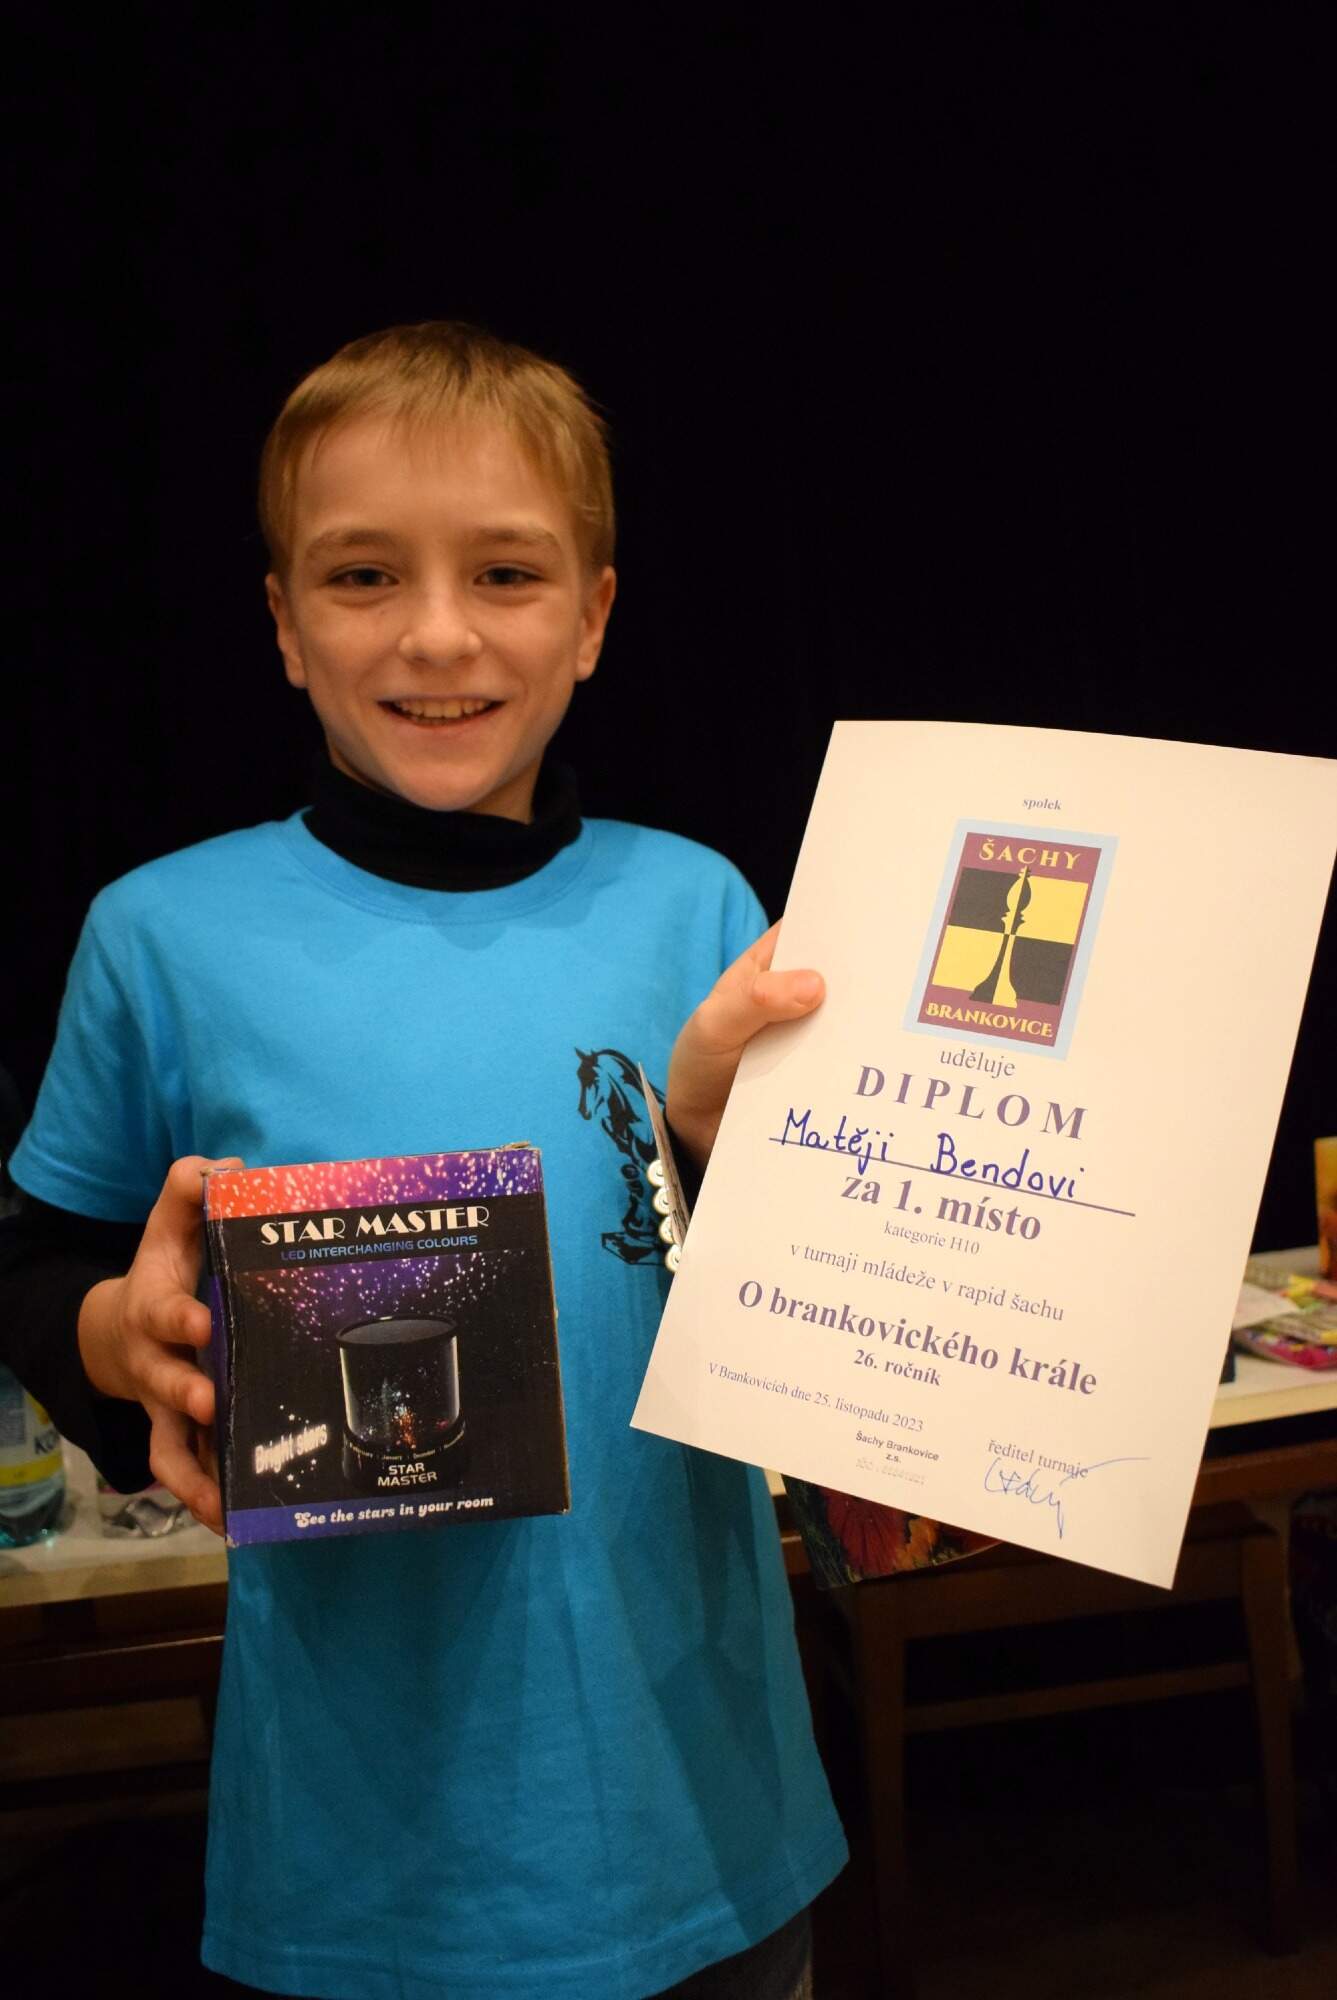 spolek
ŠACHY
BRANKOVICE
uděluje
DIPLOM
Matěji Bendovi
za 1. místo
kategorie H10
v turnaji mládeže v rapid šachu
O brankovického krále
26. ročník
V Brankovicích dne 25. listopadu 2023
Šachy Brankovice
z.s.
ředitel turnaje
STAR MASTER
LED INTERCHANGING COLOURS
Bright stars
STAR
MASTER
See the stars in your room